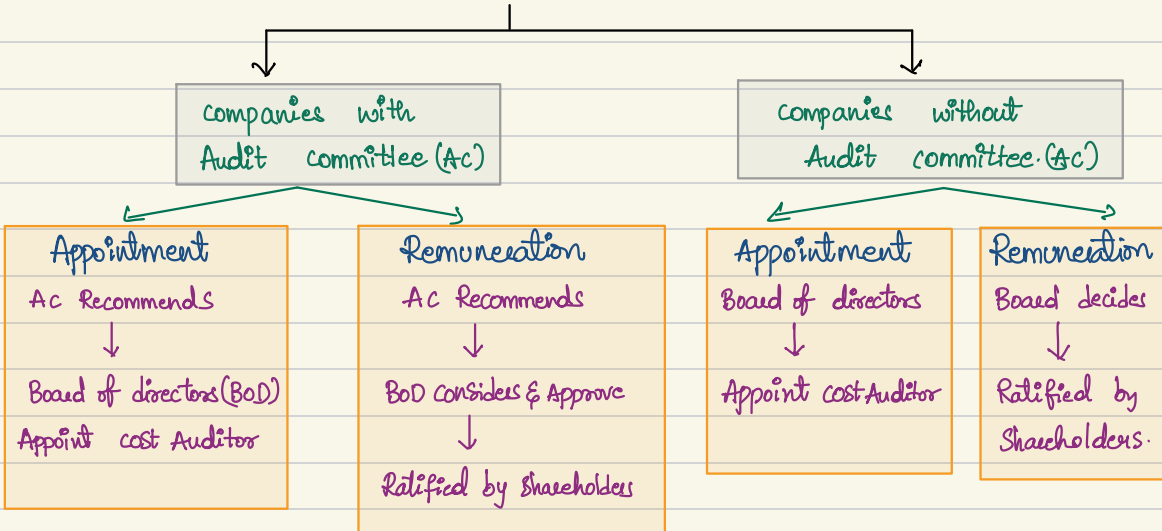 Companies with
Audit committee (AC)
Companies without
Audit committee. (AC)
Appointment
AC Recommends
Board of directors (BOD)
Appoint cost Auditor
Remuneration
AC Recommends
BOD Considers & Approve
Ratified by Shareholders
Appointment
Board of directors
Appoint cost Auditor
Remuneration
Board decides
Ratified by
Shareholders.